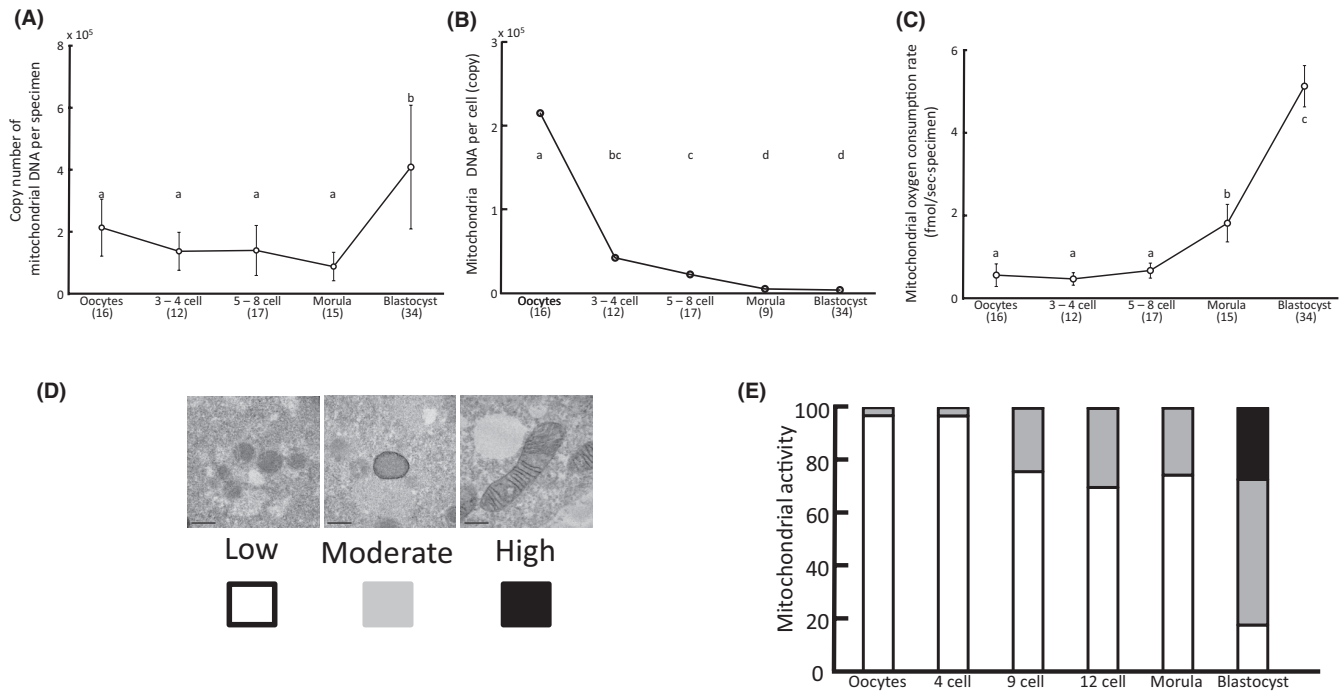 (A)
x 10⁵
8
6
4
2
0
Copy number of
mitochondrial DNA per specimen
a
a
a
a
b
Oocytes
3 – 4 cell
5 – 8 cell
Morula
Blastocyst
(16)
(12)
(17)
(15)
(34)
(B)
x 10⁵
3
2
1
0
Mitochondria DNA per cell (copy)
a
bc
c
d
d
Oocytes
3 – 4 cell
5 – 8 cell
Morula
Blastocyst
(16)
(12)
(17)
(9)
(34)
(C)
6
4
2
0
Mitochondrial oxygen consumption rate
(fmol/sec·specimen)
a
a
a
b
c
Oocytes
3 – 4 cell
5 – 8 cell
Morula
Blastocyst
(16)
(12)
(17)
(15)
(34)
(D)
Low
Moderate
High
(E)
100
80
60
40
20
0
Mitochondrial activity
Oocytes
4 cell
9 cell
12 cell
Morula
Blastocyst